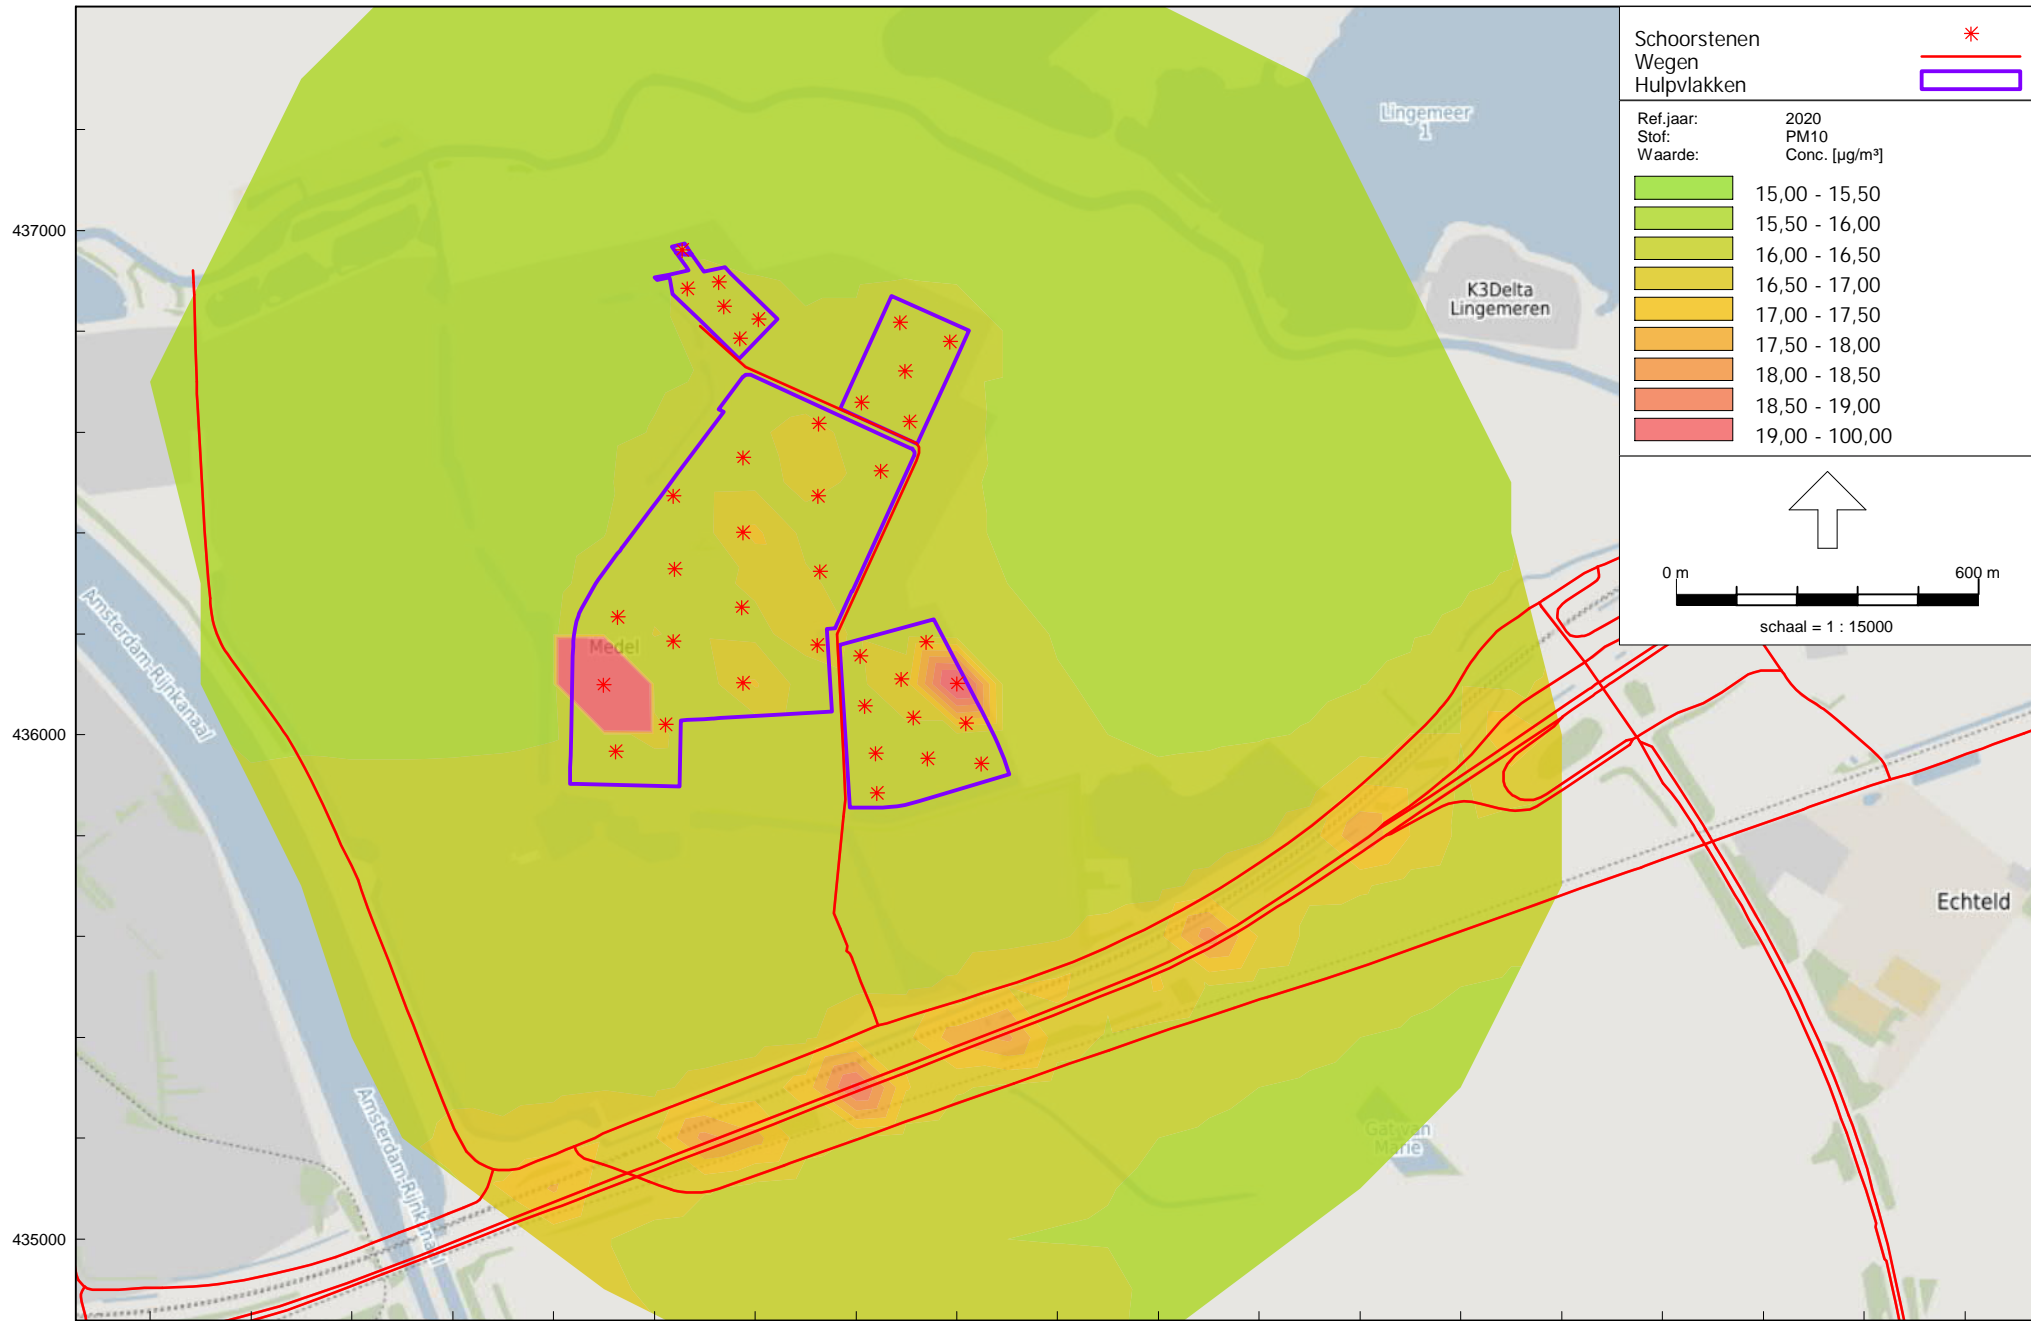 Schoorstenen
Wegen
Hulpvlakken
Ref.jaar: 2020
Stof: PM10
Waarde: Conc. [µg/m³]
15,00 - 15,50
15,50 - 16,00
16,00 - 16,50
16,50 - 17,00
17,00 - 17,50
17,50 - 18,00
18,00 - 18,50
18,50 - 19,00
19,00 - 100,00
0 m 600 m
schaal = 1 : 15000
Lingemeer
1
437000
K3Delta
Lingemeren
Amsterdam-Rijnkanaal
Medel
436000
Echteld
Amsterdam-Rijnkanaal
Gat van
Marie
435000